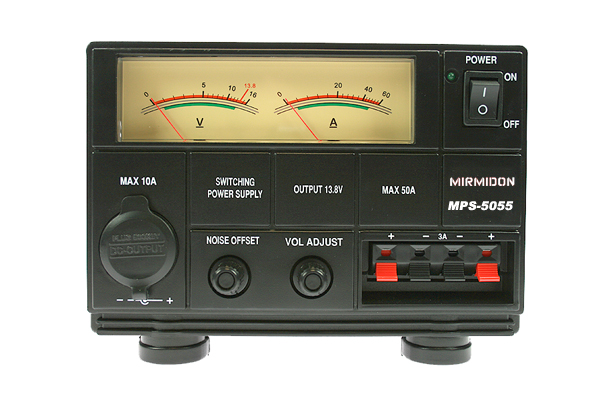 POWER
ON
OFF
0 5 10 13.8 16
V
0 20 40 60
A
MAX 10A
SWITCHING
POWER SUPPLY
OUTPUT 13.8V
MAX 50A
MIRMIDON
MPS-5055
NOISE OFFSET
VOL ADJUST
+ − 3A − +
− +